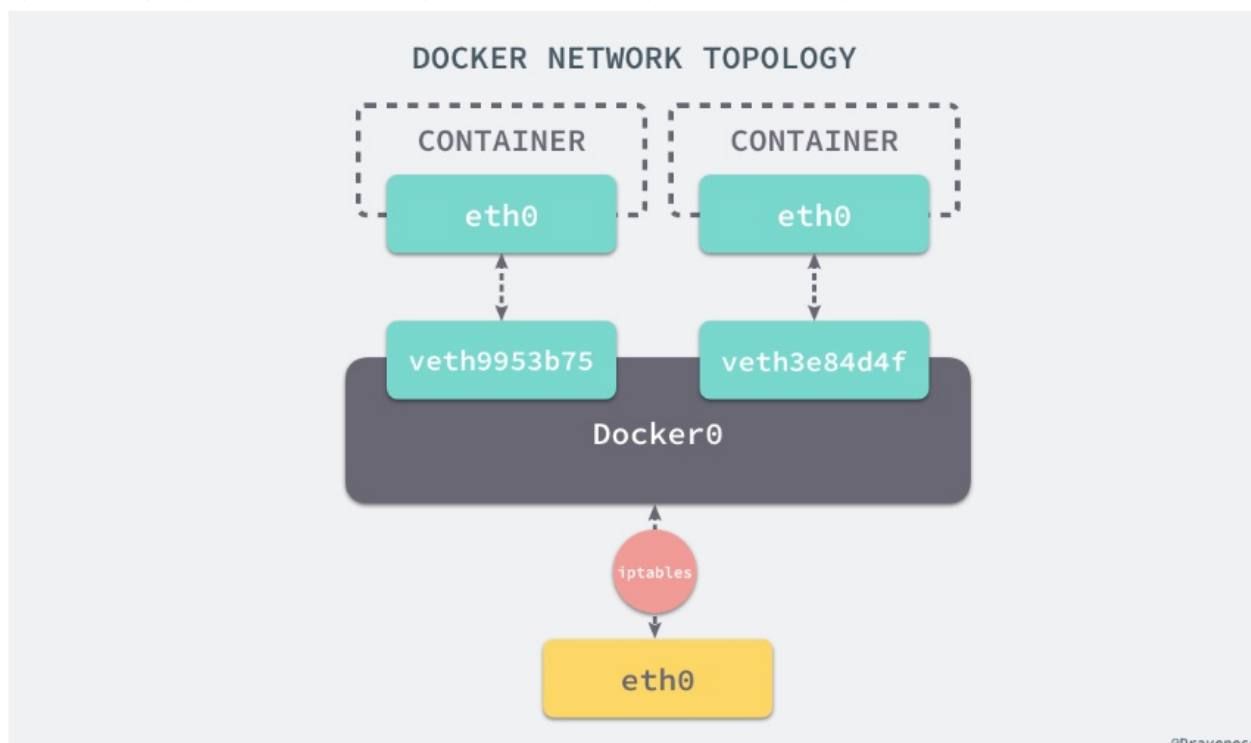 DOCKER NETWORK TOPOLOGY
CONTAINER
CONTAINER
eth0
eth0
veth9953b75
veth3e84d4f
Docker0
iptables
eth0